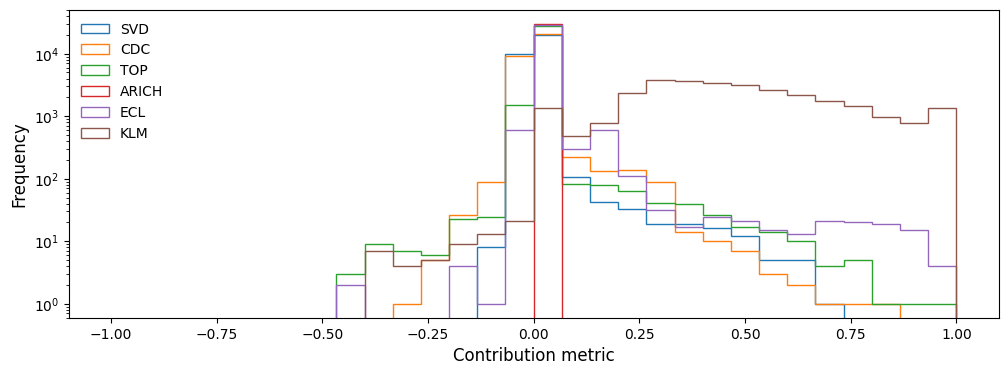 SVD
CDC
TOP
ARICH
ECL
KLM
Frequency
10⁴
10³
10²
10¹
10⁰
−1.00 −0.75 −0.50 −0.25 0.00 0.25 0.50 0.75 1.00
Contribution metric